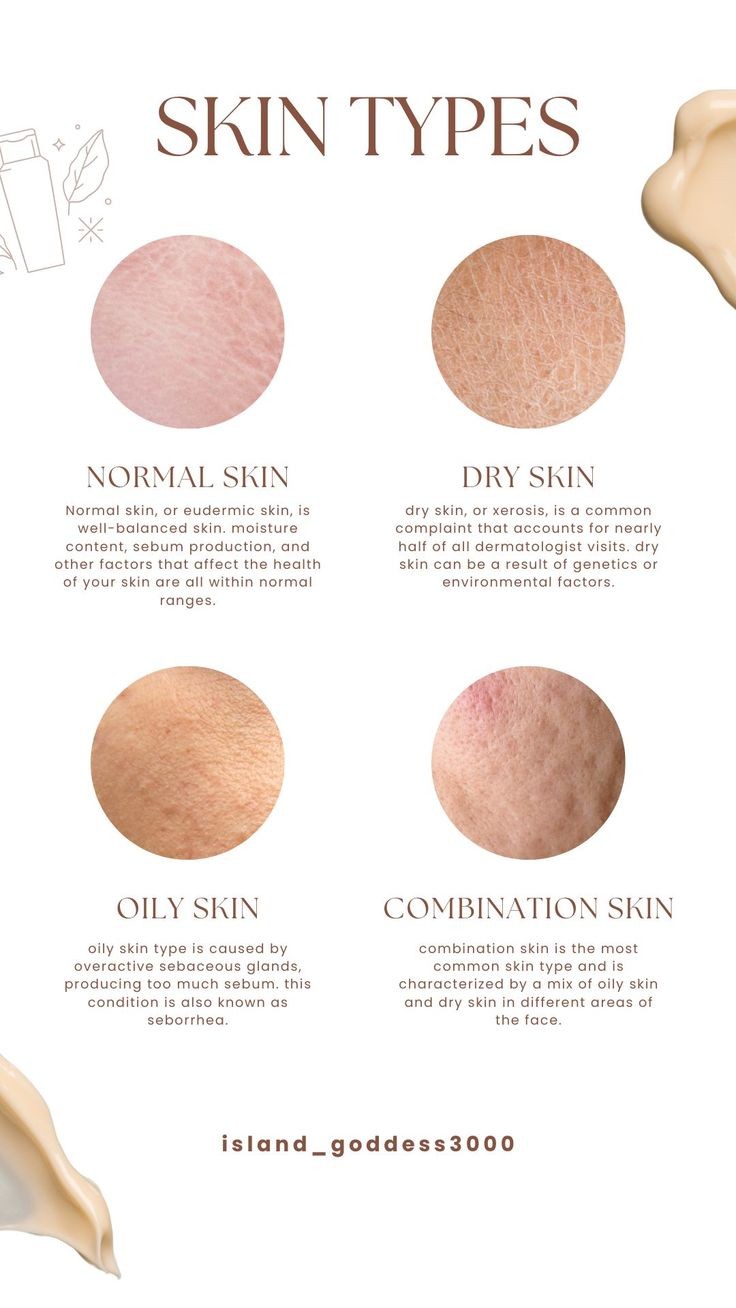 SKIN TYPES
NORMAL SKIN
Normal skin, or eudermic skin, is
well-balanced skin. moisture
content, sebum production, and
other factors that affect the health
of your skin are all within normal
ranges.
DRY SKIN
dry skin, or xerosis, is a common
complaint that accounts for nearly
half of all dermatologist visits. dry
skin can be a result of genetics or
environmental factors.
OILY SKIN
oily skin type is caused by
overactive sebaceous glands,
producing too much sebum. this
condition is also known as
seborrhea.
COMBINATION SKIN
combination skin is the most
common skin type and is
characterized by a mix of oily skin
and dry skin in different areas of
the face.
island_goddess3000